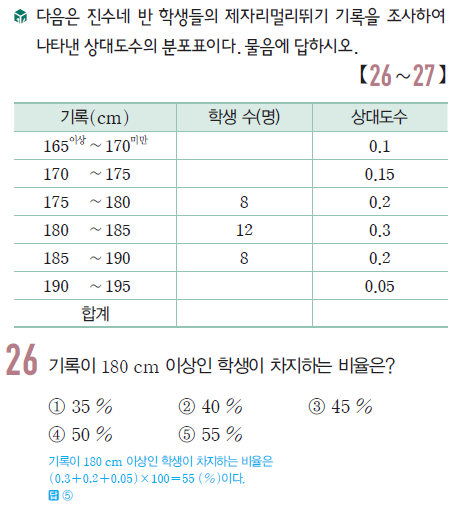 다음은 진수네 반 학생들의 제자리멀리뛰기 기록을 조사하여
나타낸 상대도수의 분포표이다. 물음에 답하시오.
【26~27】
기록(cm) 학생 수(명) 상대도수
165이상 ~ 170미만 0.1
170 ~ 175 0.15
175 ~ 180 8 0.2
180 ~ 185 12 0.3
185 ~ 190 8 0.2
190 ~ 195 0.05
합계
26 기록이 180 cm 이상인 학생이 차지하는 비율은?
① 35 % ② 40 % ③ 45 %
④ 50 % ⑤ 55 %
기록이 180 cm 이상인 학생이 차지하는 비율은
(0.3+0.2+0.05)×100=55 (%)이다.
답 ⑤